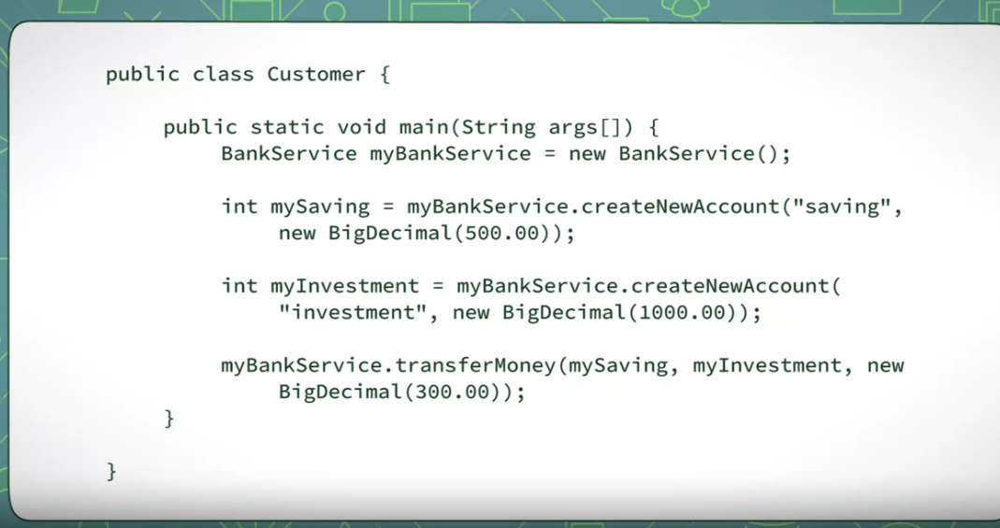 public class Customer {
public static void main(String args[]) {
BankService myBankService = new BankService();
int mySaving = myBankService.createNewAccount("saving",
new BigDecimal(500.00));
int myInvestment = myBankService.createNewAccount(
"investment", new BigDecimal(1000.00));
myBankService.transferMoney(mySaving, myInvestment, new
BigDecimal(300.00));
}
}